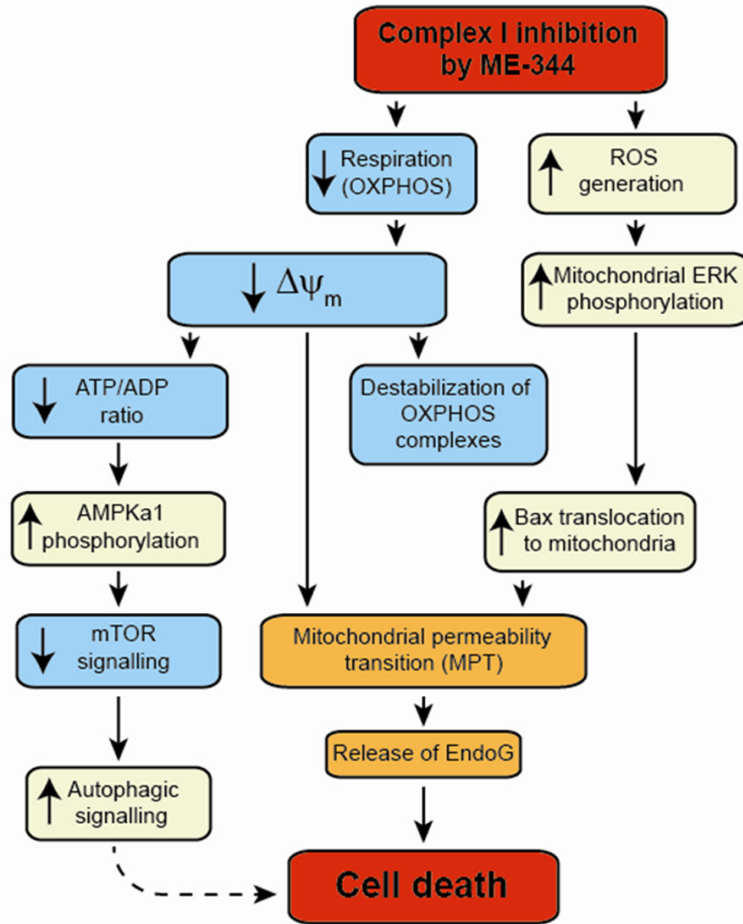 Complex I inhibition
by ME-344
Respiration
(OXPHOS)
ROS
generation
Δψm
Mitochondrial ERK
phosphorylation
ATP/ADP
ratio
Destabilization of
OXPHOS
complexes
AMPKa1
phosphorylation
Bax translocation
to mitochondria
mTOR
signalling
Mitochondrial permeability
transition (MPT)
Release of EndoG
Autophagic
signalling
Cell death